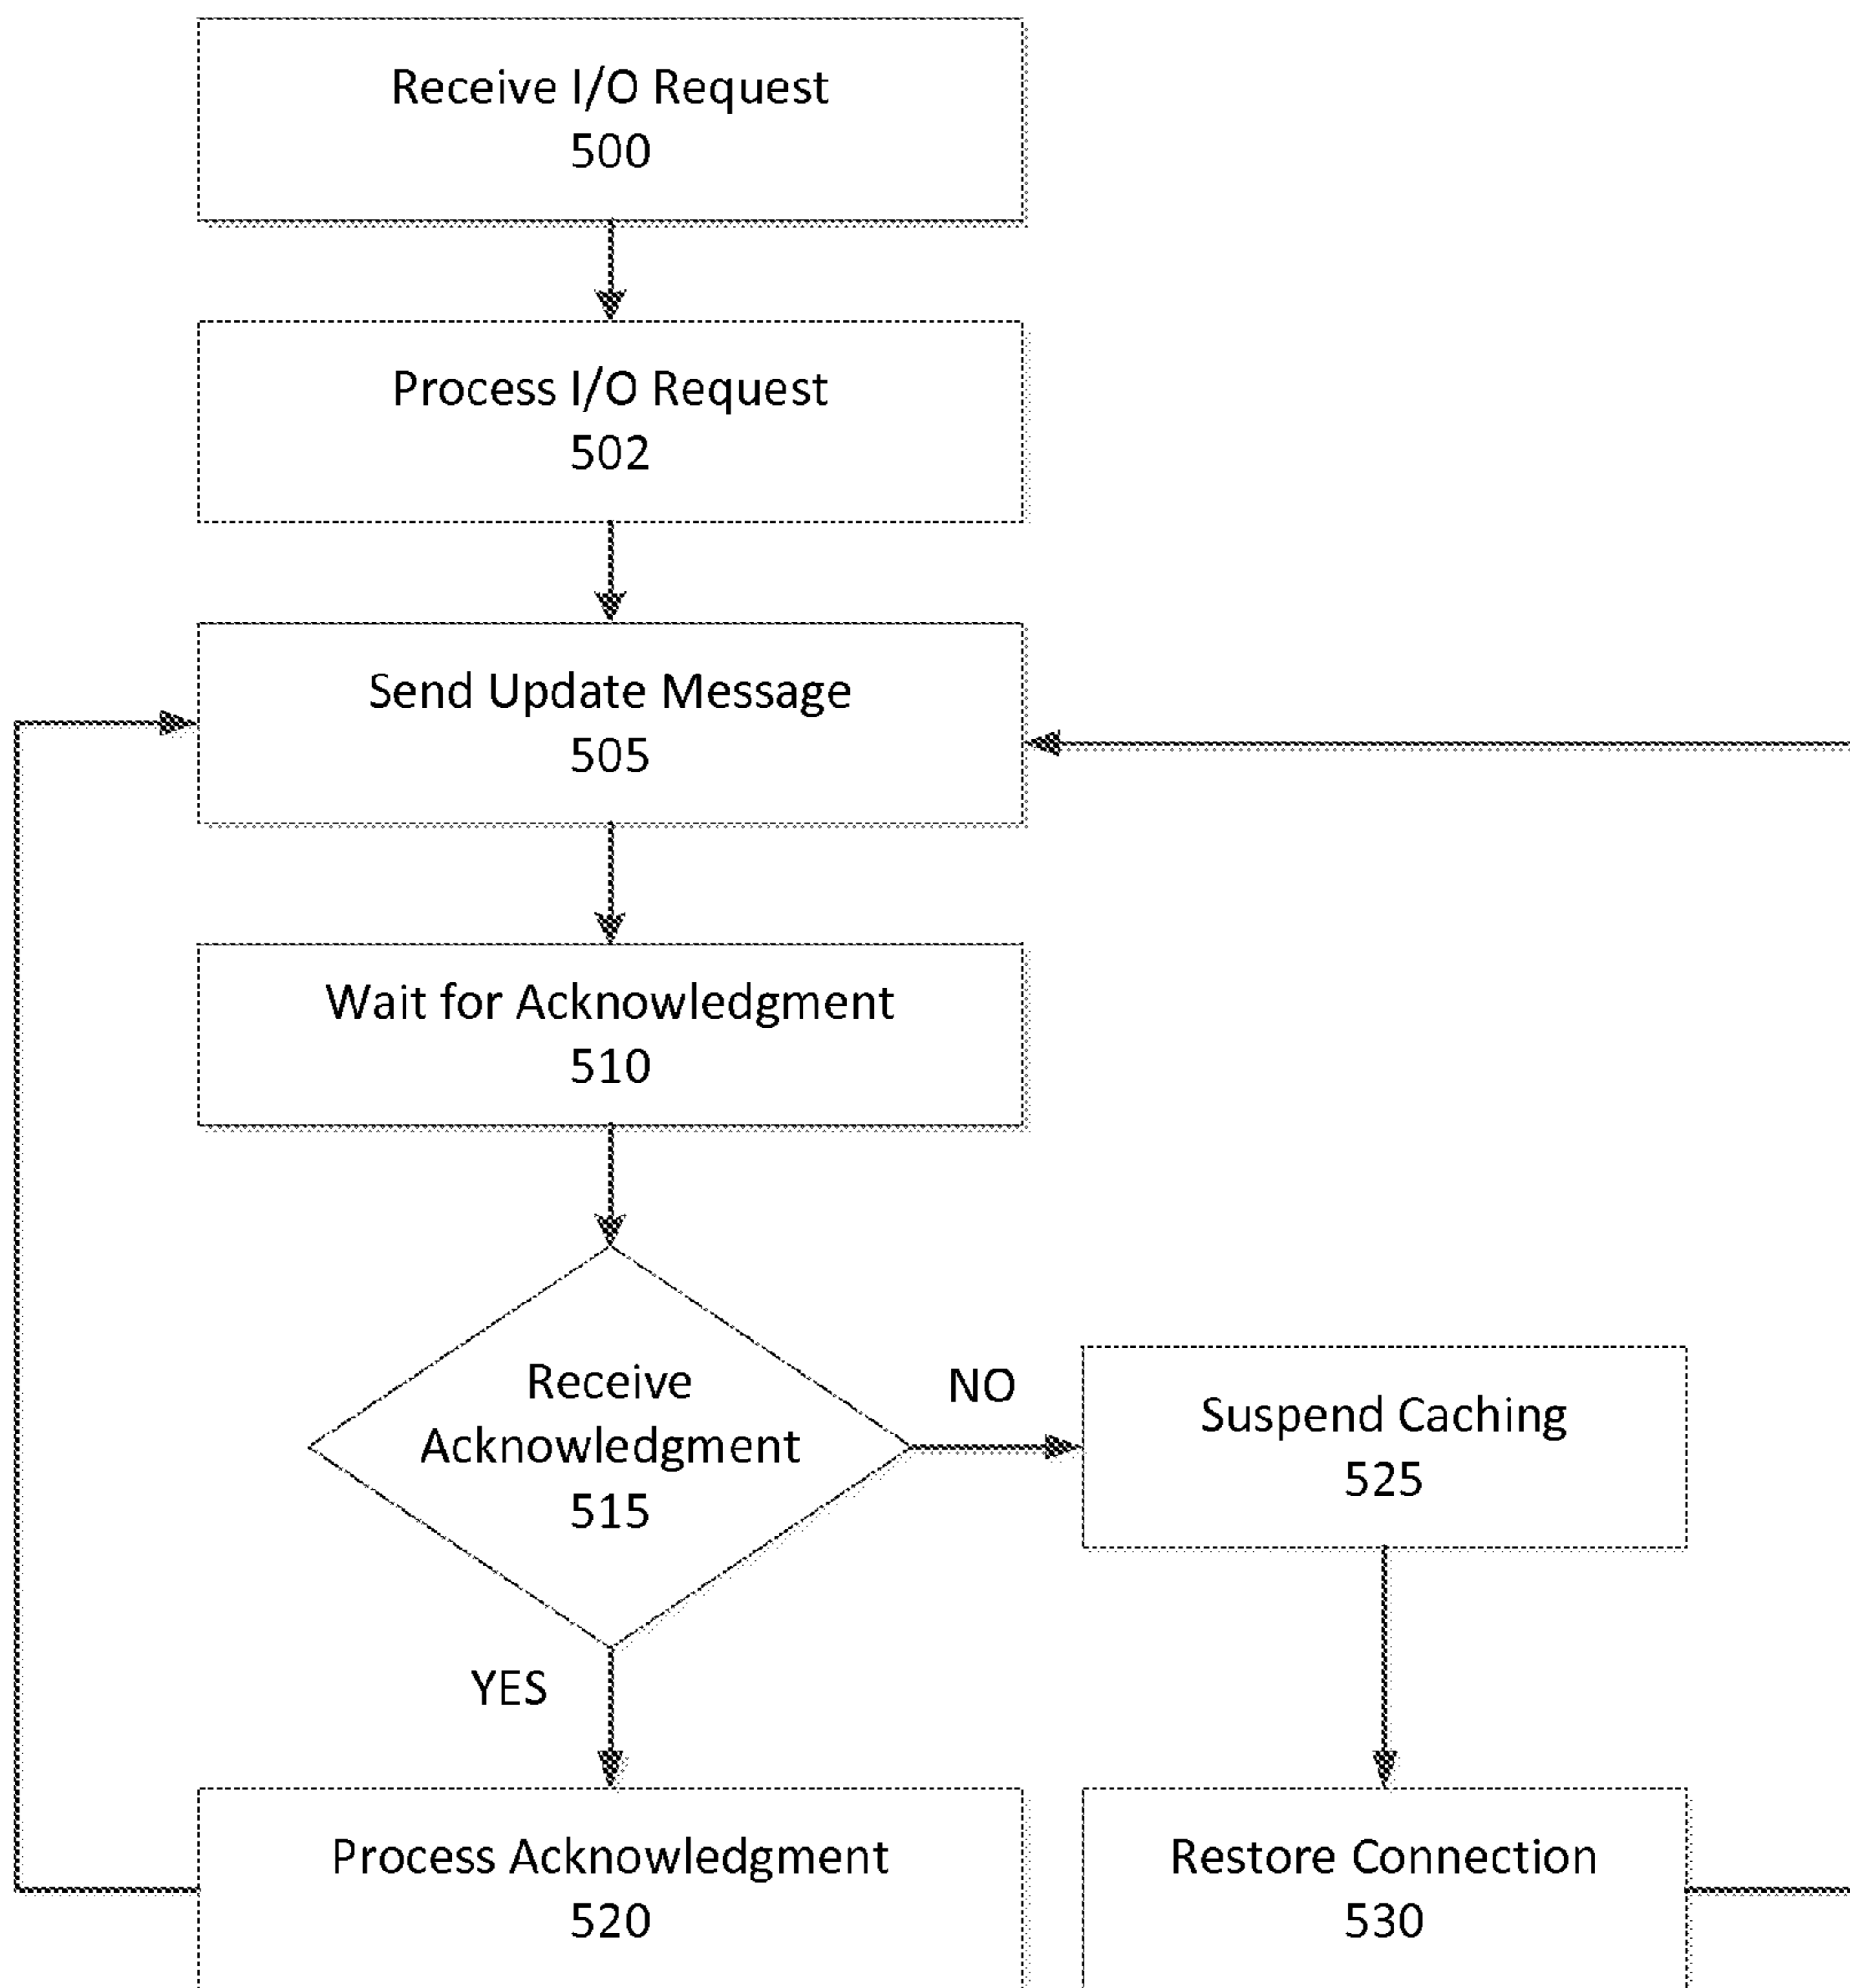 Receive I/O Request
500
Process I/O Request
502
Send Update Message
505
Wait for Acknowledgment
510
Receive
Acknowledgment
515
NO
Suspend Caching
525
YES
Process Acknowledgment
520
Restore Connection
530